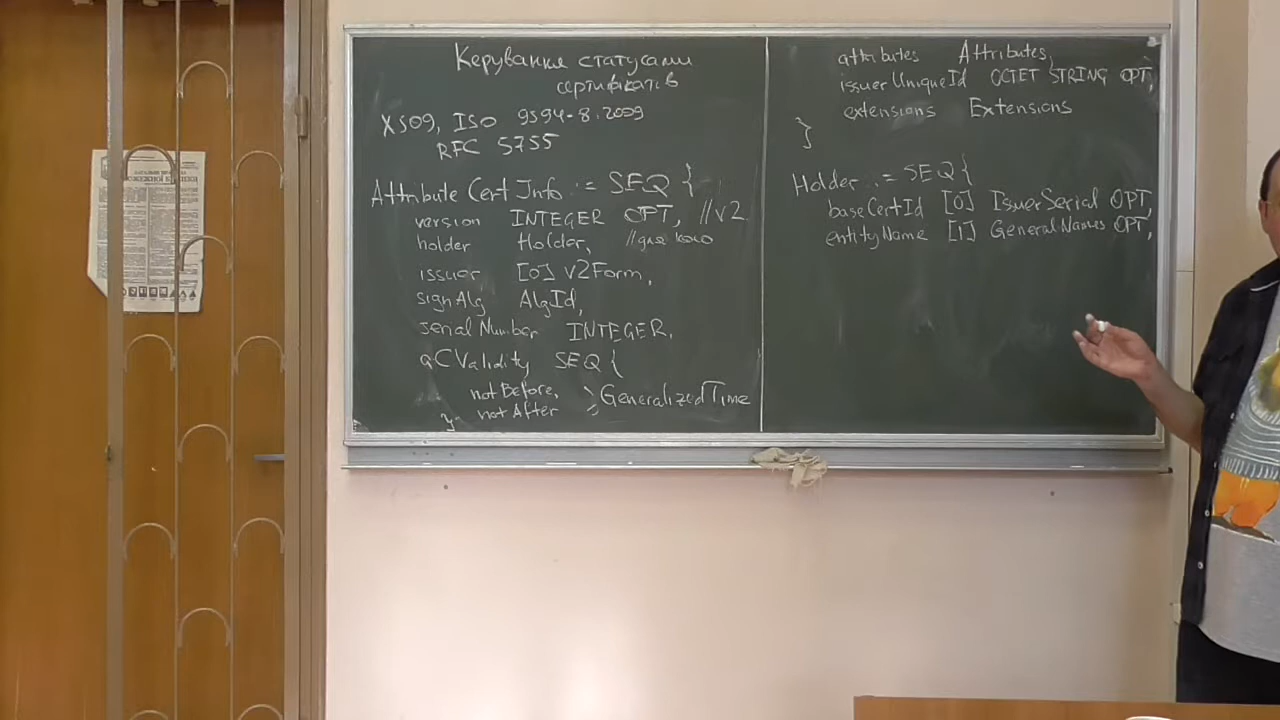 Керування статусами
сертифікатів
X509, ISO 9594-8:2009
RFC 5755
AttributeCertInfo ::= SEQ {
version INTEGER OPT, //v2
holder Holder, //для кого
issuer [0] v2Form,
signAlg AlgId,
serialNumber INTEGER,
aCValidity SEQ {
notBefore,
notAfter > GeneralizedTime
}
attributes Attributes,
issuerUniqueId OCTET STRING OPT,
extensions Extensions
}
Holder ::= SEQ {
baseCertId [0] IssuerSerial OPT,
entityName [1] GeneralNames OPT,